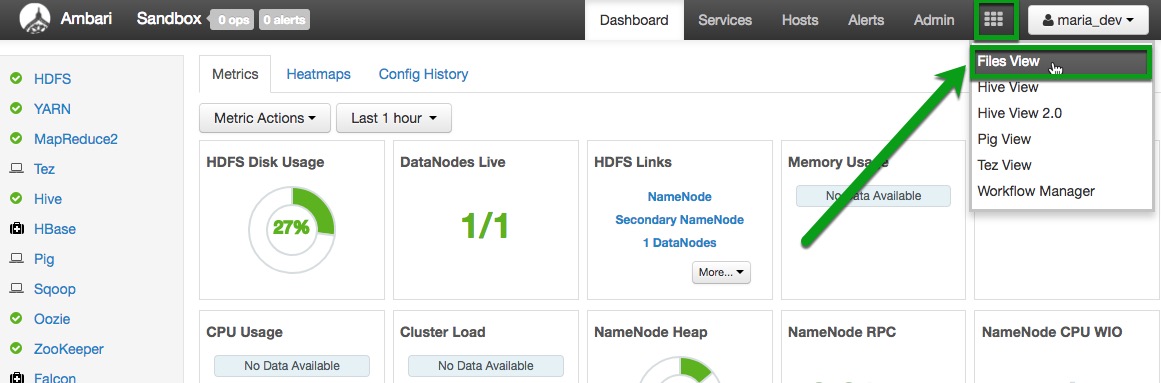 Ambari Sandbox 0 ops 0 alerts Dashboard Services Hosts Alerts Admin maria_dev
Files View
Hive View
Hive View 2.0
Pig View
Tez View
Workflow Manager
HDFS
YARN
MapReduce2
Tez
Hive
HBase
Pig
Sqoop
Oozie
ZooKeeper
Falcon
Metrics Heatmaps Config History
Metric Actions Last 1 hour
HDFS Disk Usage
27%
DataNodes Live
1/1
HDFS Links
NameNode
Secondary NameNode
1 DataNodes
More...
Memory Usage
No Data Available
CPU Usage
No Data Available
Cluster Load
No Data Available
NameNode Heap
NameNode RPC
NameNode CPU WIO